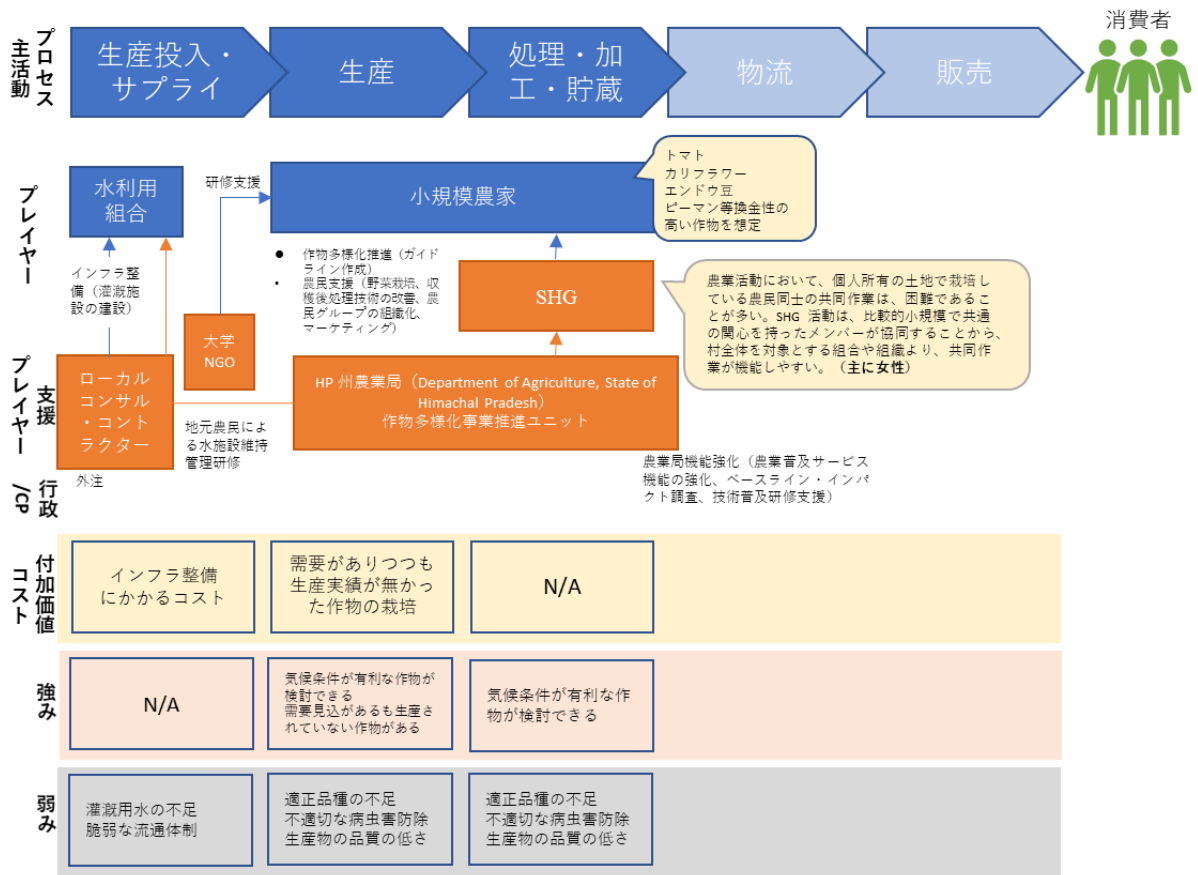 プロセス
主活動
生産投入・
サプライ
生産
処理・加
工・貯蔵
物流
販売
消費者
プレイヤー
水利用
組合
研修支援
小規模農家
トマト
カリフラワー
エンドウ豆
ピーマン等換金性の
高い作物を想定
インフラ整
備（灌漑施
設の建設）
● 作物多様化推進（ガイド
ライン作成）
・ 農民支援（野菜栽培、収
穫後処理技術の改善、農
民グループの組織化、
マーケティング）
SHG
農業活動において、個人所有の土地で栽培し
ている農民同士の共同作業は、困難であるこ
とが多い。SHG 活動は、比較的小規模で共通
の関心を持ったメンバーが協同することから、
村全体を対象とする組合や組織より、共同作
業が機能しやすい。（主に女性）
大学
NGO
支援
プレイヤー
ローカル
コンサル
・コント
ラクター
外注
地元農民によ
る水施設維持
管理研修
HP 州農業局（Department of Agriculture, State of
Himachal Pradesh）
作物多様化事業推進ユニット
農業局機能強化（農業普及サービス
機能の強化、ベースライン・インパ
クト調査、技術普及研修支援）
行政
/CP
付加価値
コスト
インフラ整備
にかかるコスト
需要がありつつも
生産実績が無かっ
た作物の栽培
N/A
強み
N/A
気候条件が有利な作物が
検討できる
需要見込があるも生産さ
れていない作物がある
気候条件が有利な作
物が検討できる
弱み
灌漑用水の不足
脆弱な流通体制
適正品種の不足
不適切な病虫害防除
生産物の品質の低さ
適正品種の不足
不適切な病虫害防除
生産物の品質の低さ